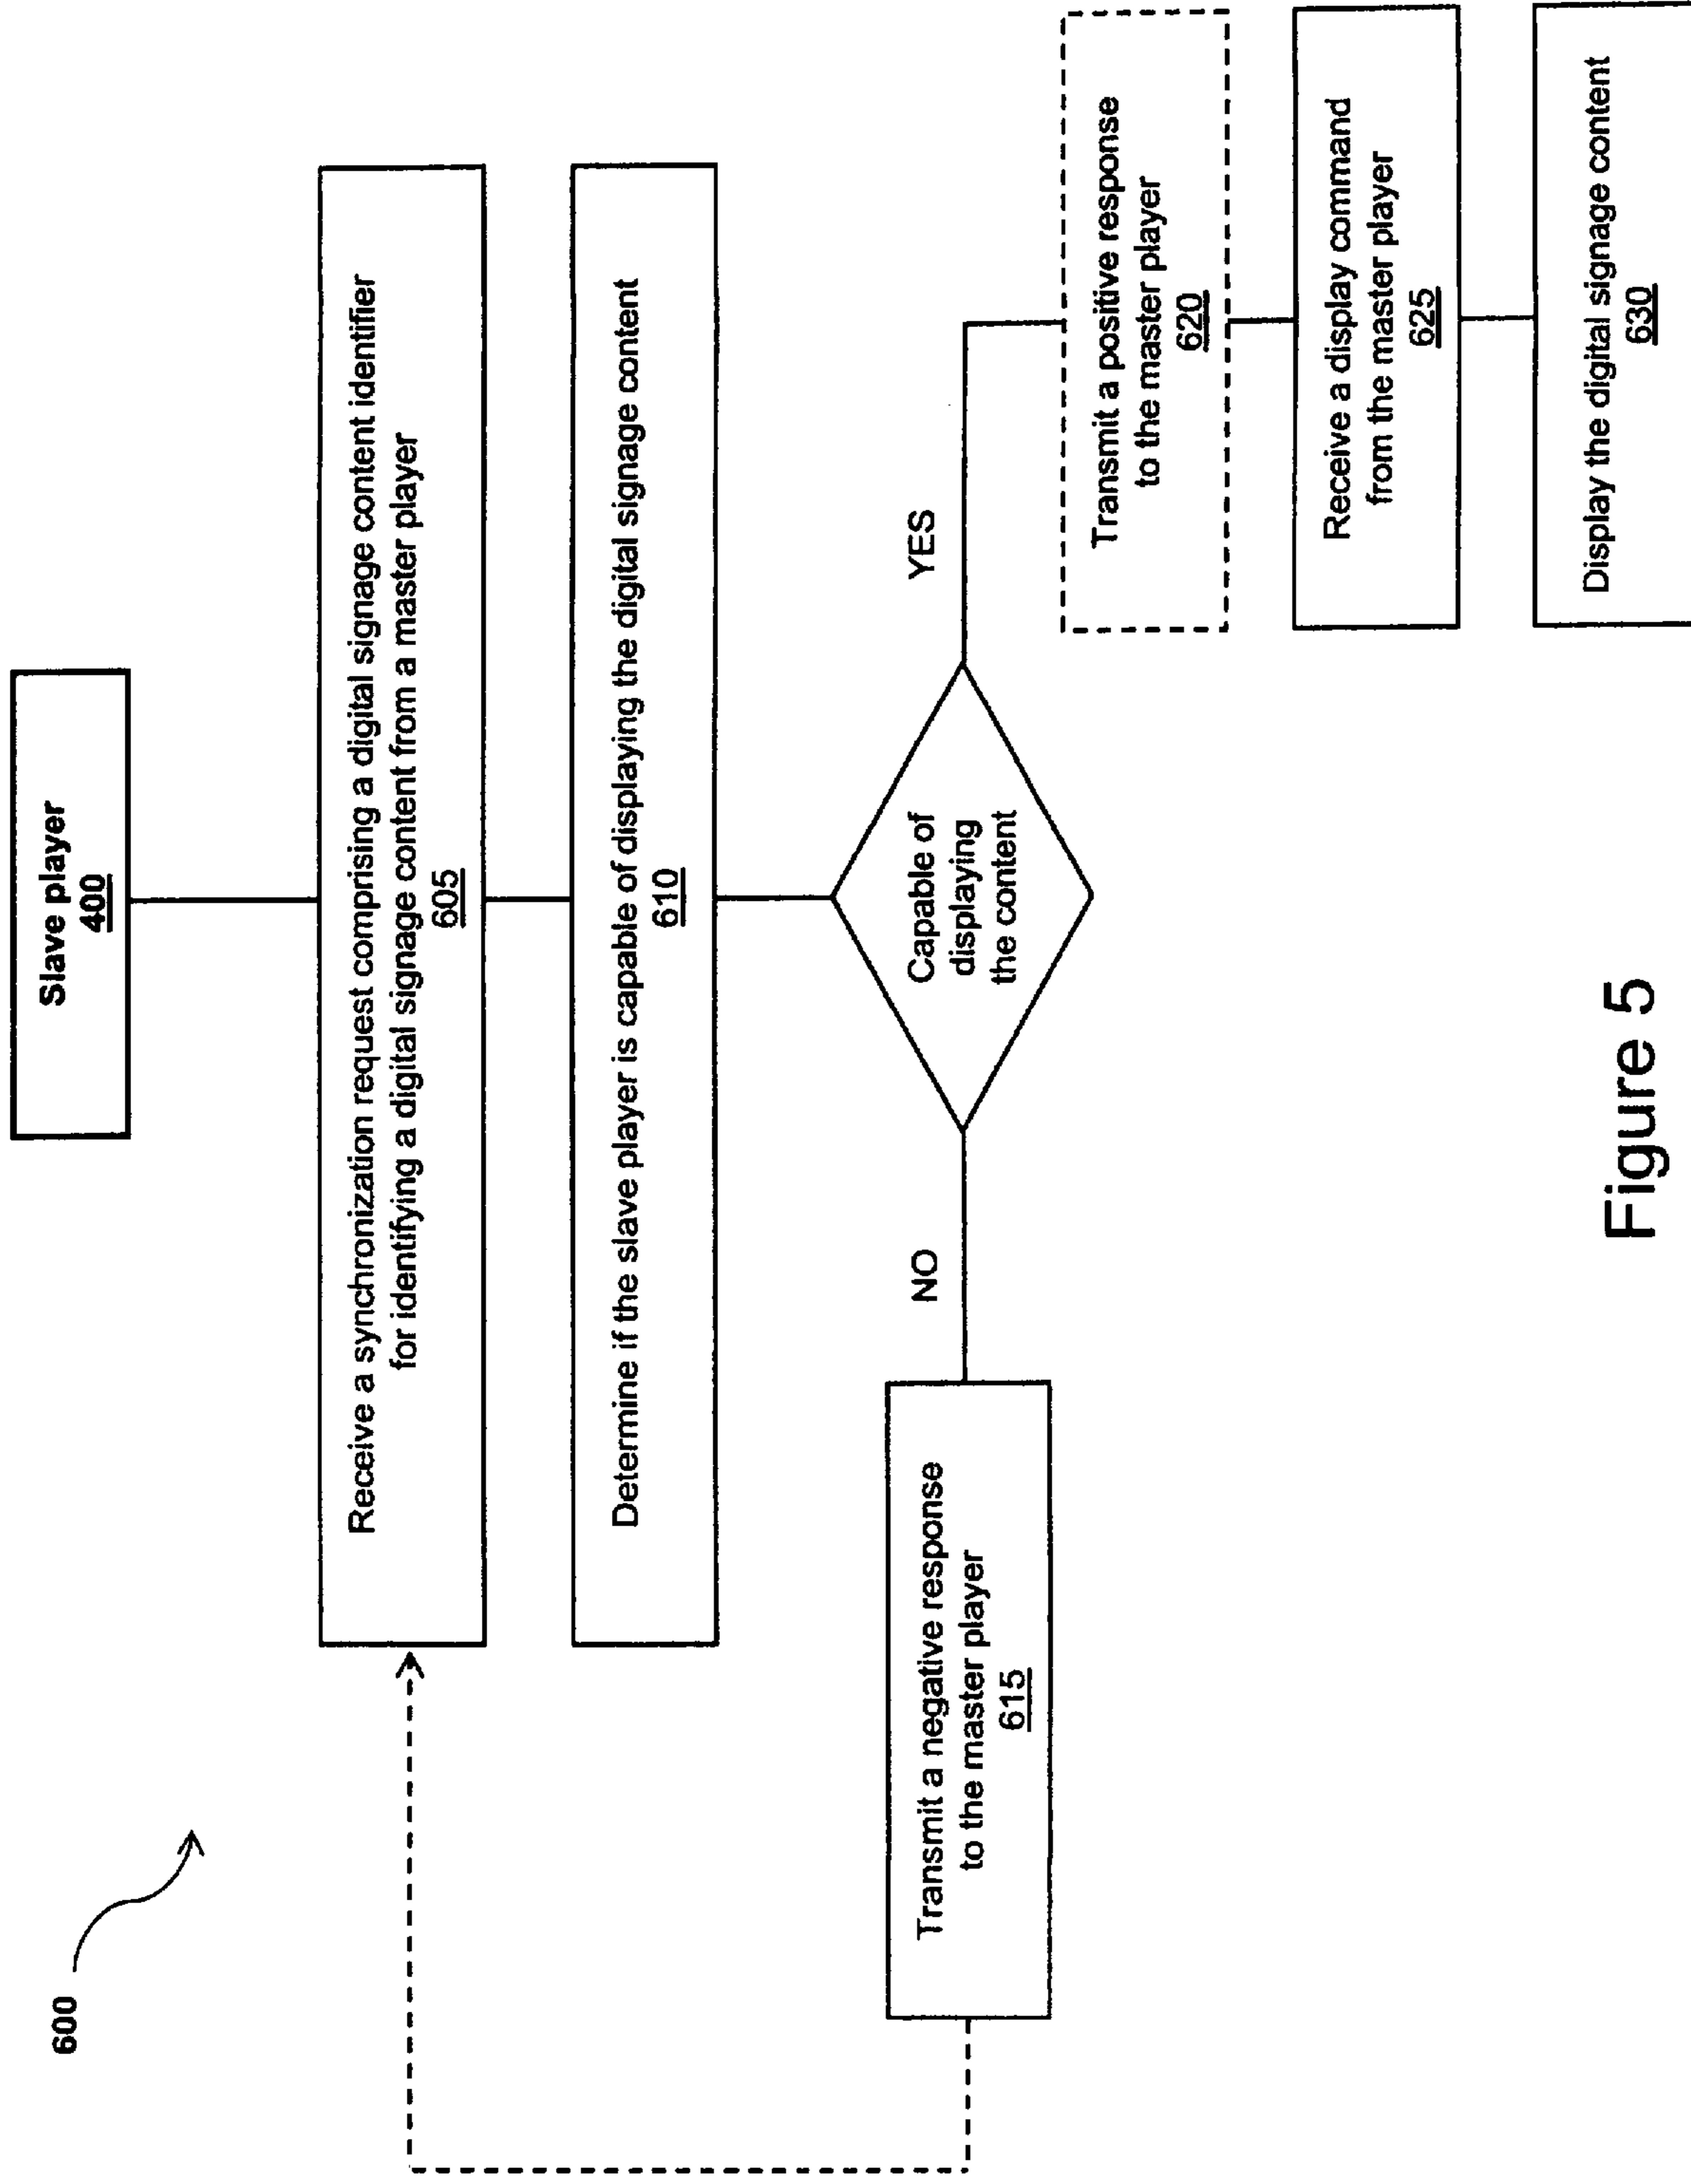 600
Slave player
400
Receive a synchronization request comprising a digital signage content identifier
for identifying a digital signage content from a master player
605
Determine if the slave player is capable of displaying the digital signage content
610
Capable of
displaying
the content
NO
YES
Transmit a negative response
to the master player
615
Transmit a positive response
to the master player
620
Receive a display command
from the master player
625
Display the digital signage content
630
Figure 5